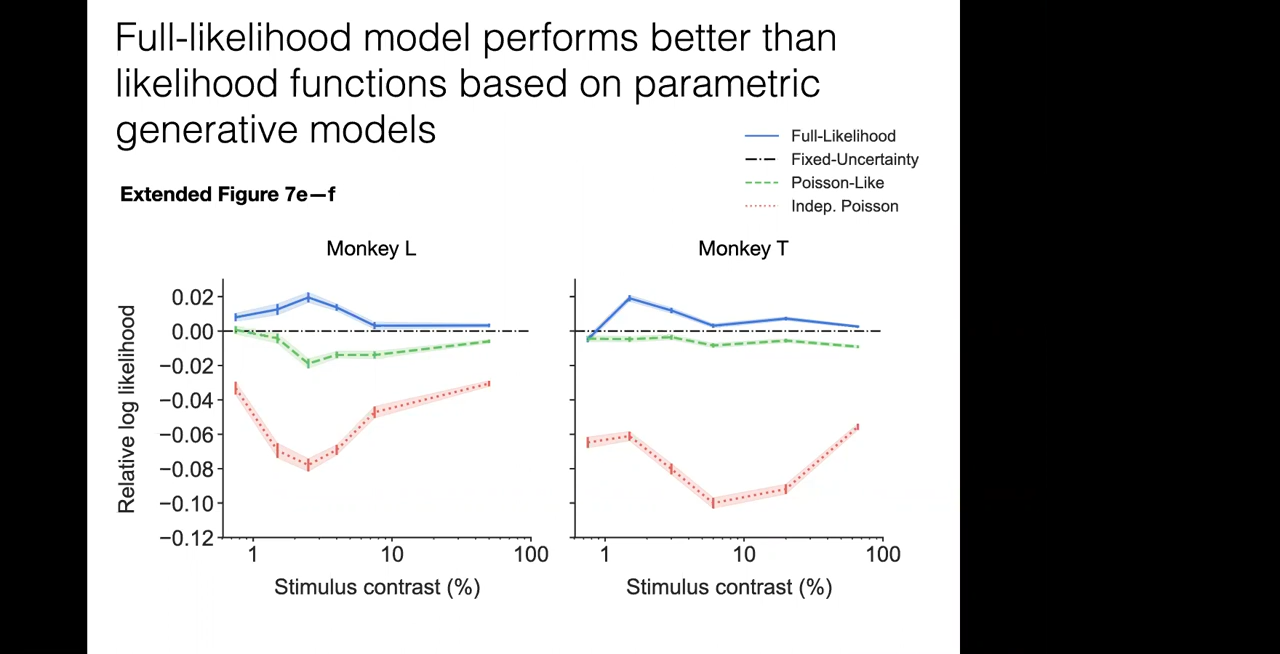 Full-likelihood model performs better than
likelihood functions based on parametric
generative models
Full-Likelihood
Fixed-Uncertainty
Poisson-Like
Indep. Poisson
Extended Figure 7e—f
Monkey L
Monkey T
Relative log likelihood
0.02
0.00
−0.02
−0.04
−0.06
−0.08
−0.10
−0.12
1 10 100
1 10 100
Stimulus contrast (%)
Stimulus contrast (%)